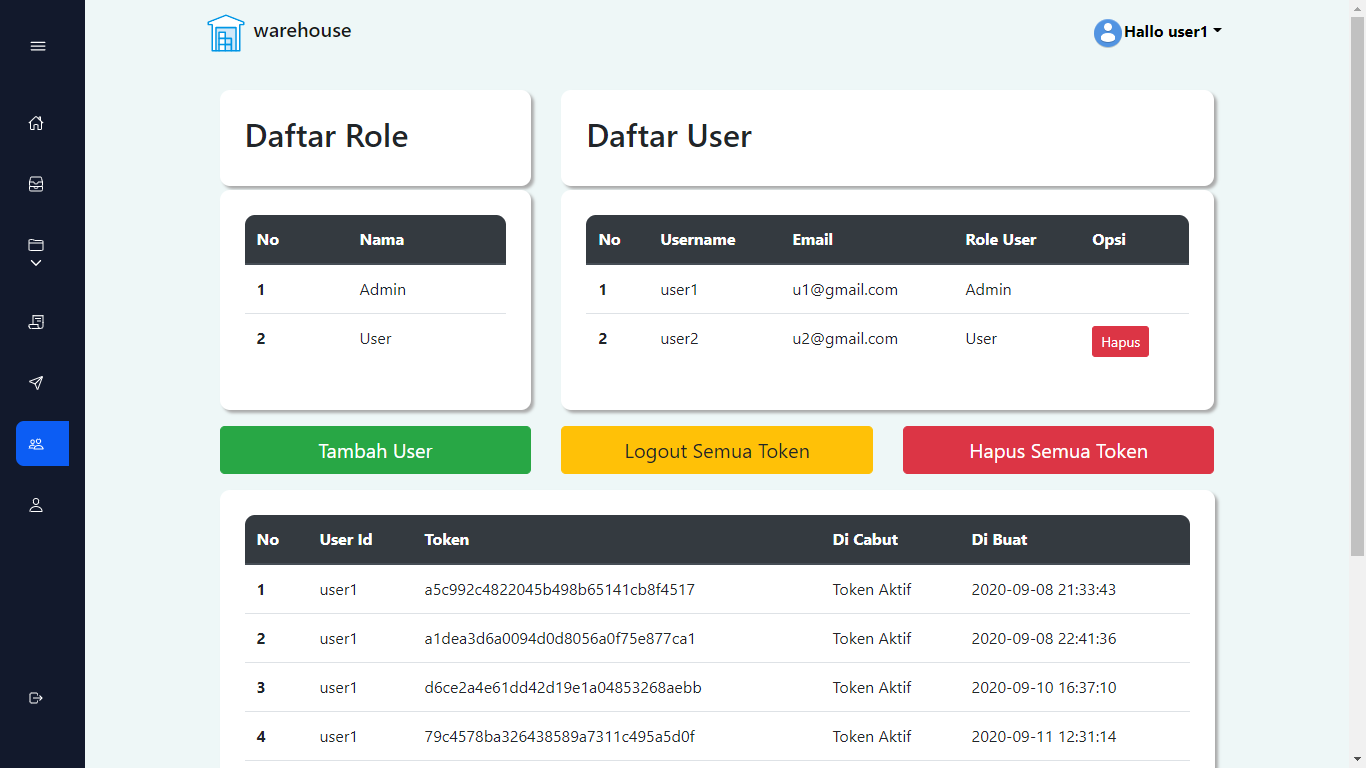 warehouse
Hallo user1
Daftar Role
Daftar User
No Nama
1 Admin
2 User
No Username Email Role User Opsi
1 user1 u1@gmail.com Admin
2 user2 u2@gmail.com User Hapus
Tambah User
Logout Semua Token
Hapus Semua Token
No User Id Token Di Cabut Di Buat
1 user1 a5c992c4822045b498b65141cb8f4517 Token Aktif 2020-09-08 21:33:43
2 user1 a1dea3d6a0094d0d8056a0f75e877ca1 Token Aktif 2020-09-08 22:41:36
3 user1 d6ce2a4e61dd42d19e1a04853268aebb Token Aktif 2020-09-10 16:37:10
4 user1 79c4578ba326438589a7311c495a5d0f Token Aktif 2020-09-11 12:31:14